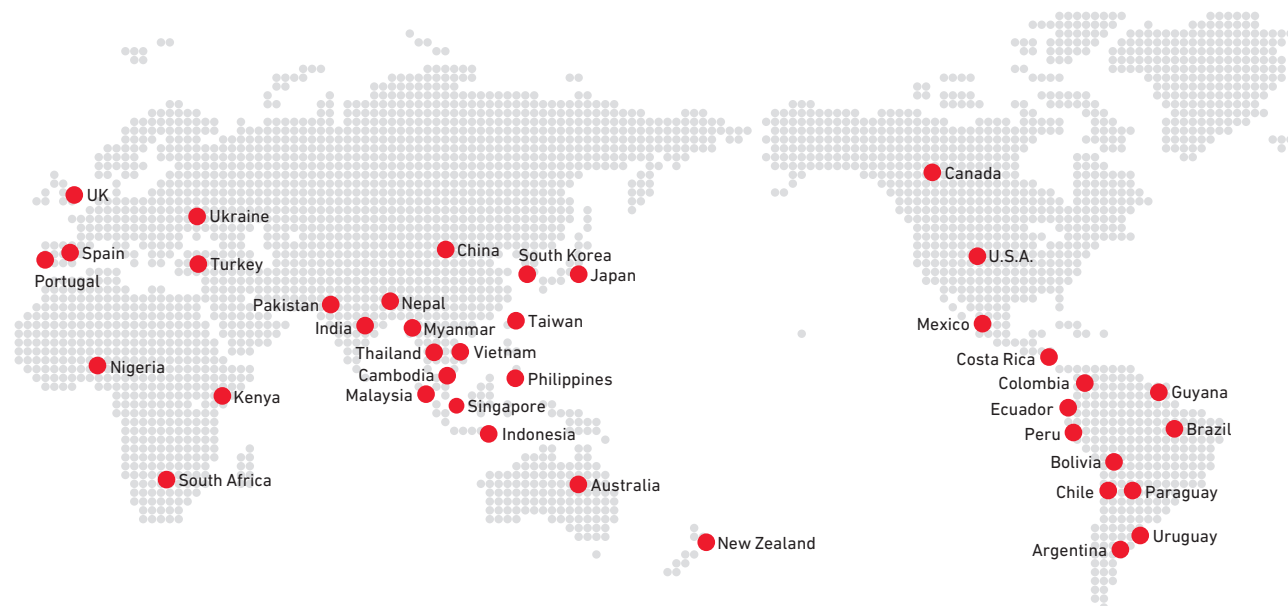 Canada
UK
Ukraine
China
South Korea
Spain
Turkey
U.S.A.
Japan
Portugal
Nepal
Pakistan
Taiwan
India
Myanmar
Mexico
Thailand
Vietnam
Costa Rica
Nigeria
Cambodia
Philippines
Colombia
Malaysia
Kenya
Singapore
Guyana
Ecuador
Indonesia
Peru
Brazil
Bolivia
South Africa
Australia
Chile
Paraguay
Uruguay
New Zealand
Argentina